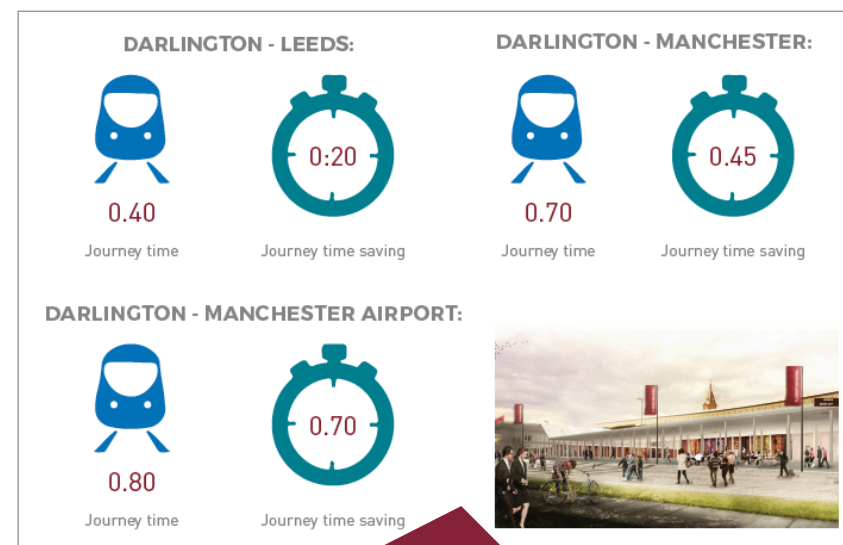 DARLINGTON - LEEDS:
0.40
Journey time
0:20
Journey time saving
DARLINGTON - MANCHESTER:
0.70
Journey time
0.45
Journey time saving
DARLINGTON - MANCHESTER AIRPORT:
0.80
Journey time
0.70
Journey time saving